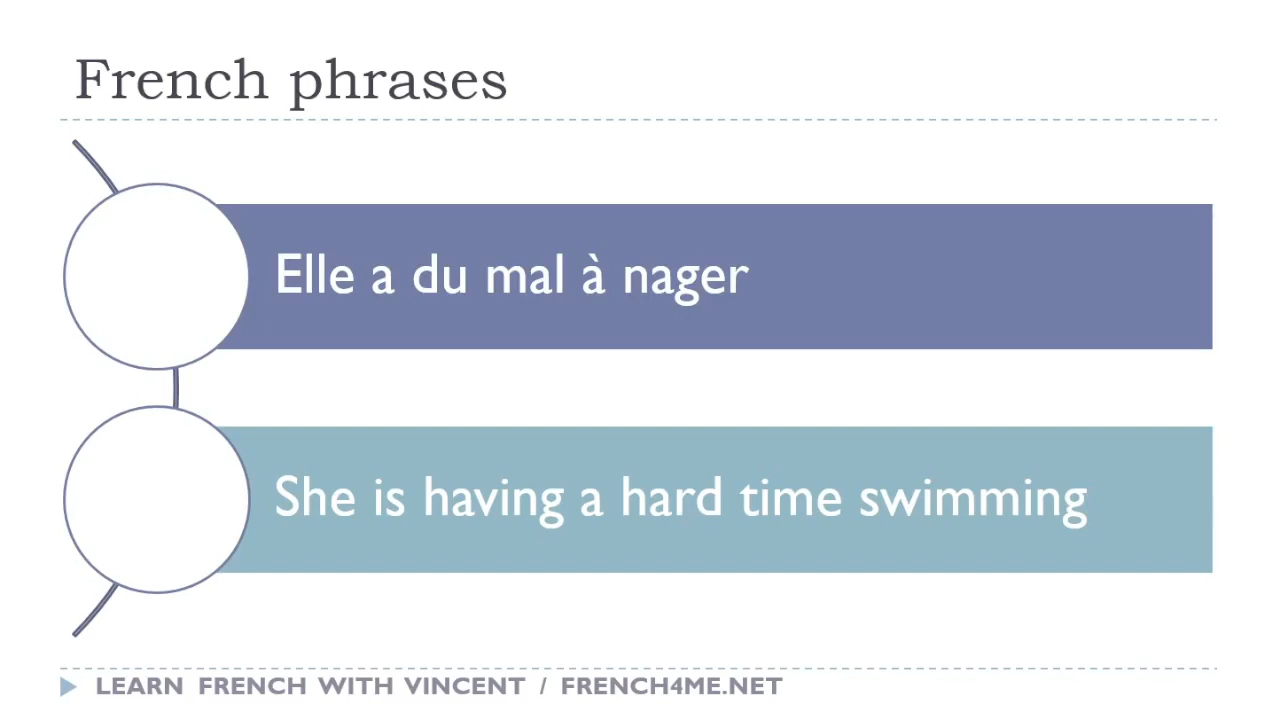 French phrases
Elle a du mal à nager
She is having a hard time swimming
LEARN FRENCH WITH VINCENT / FRENCH4ME.NET